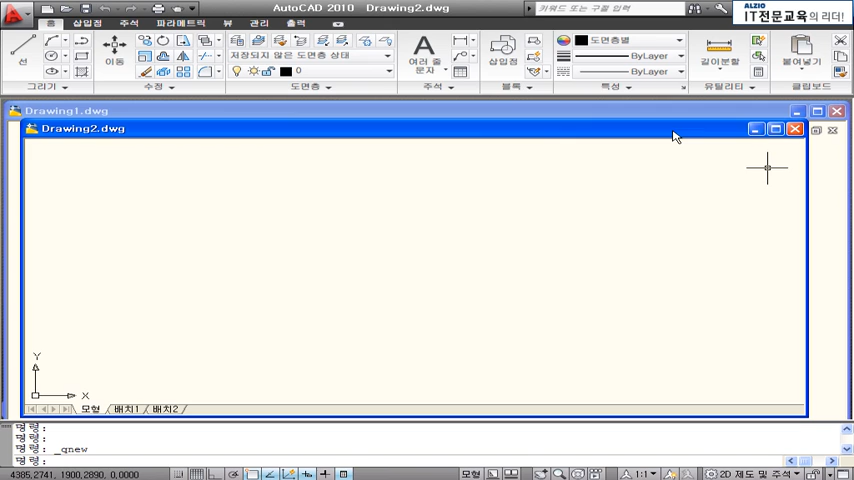 AutoCAD 2010 Drawing2.dwg
키워드 또는 구절 입력
ALZIO
IT전문교육의 리더!
홈 삽입점 주석 파라메트릭 뷰 관리 출력
선
이동
저장되지 않은 도면층 상태
0
A
여러 줄
문자
삽입점
도면층별
ByLayer
ByLayer
길이분할
붙여넣기
그리기 수정 도면층 주석 블록 특성 유틸리티 클립보드
Drawing1.dwg
Drawing2.dwg
Y
X
모형 배치1 배치2
명령:
명령:
명령: _qnew
명령:
4385,2741, 1900,2890, 0,0000
모형
1:1
2D 제도 및 주석